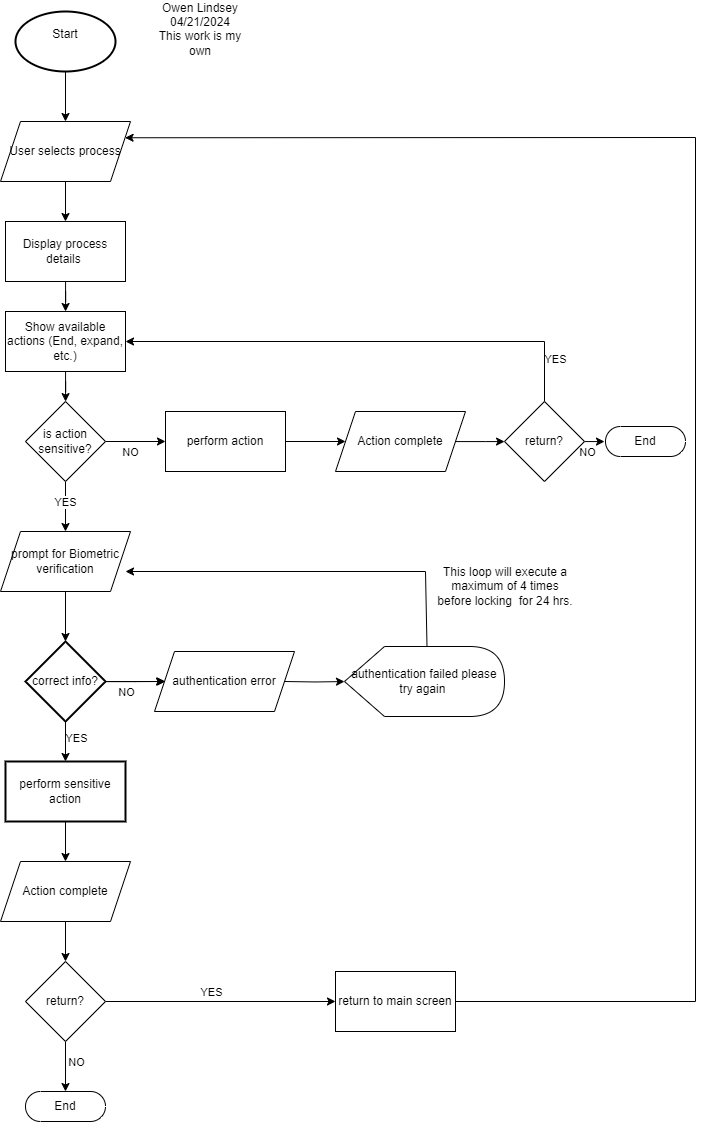 Owen Lindsey
04/21/2024
This work is my
own
Start
User selects process
Display process
details
Show available
actions (End, expand,
etc.)
YES
is action
sensitive?
NO
perform action
Action complete
return?
NO
End
YES
prompt for Biometric
verification
This loop will execute a
maximum of 4 times
before locking  for 24 hrs.
correct info?
NO
authentication error
authentication failed please
try again
YES
perform sensitive
action
Action complete
return?
YES
return to main screen
NO
End